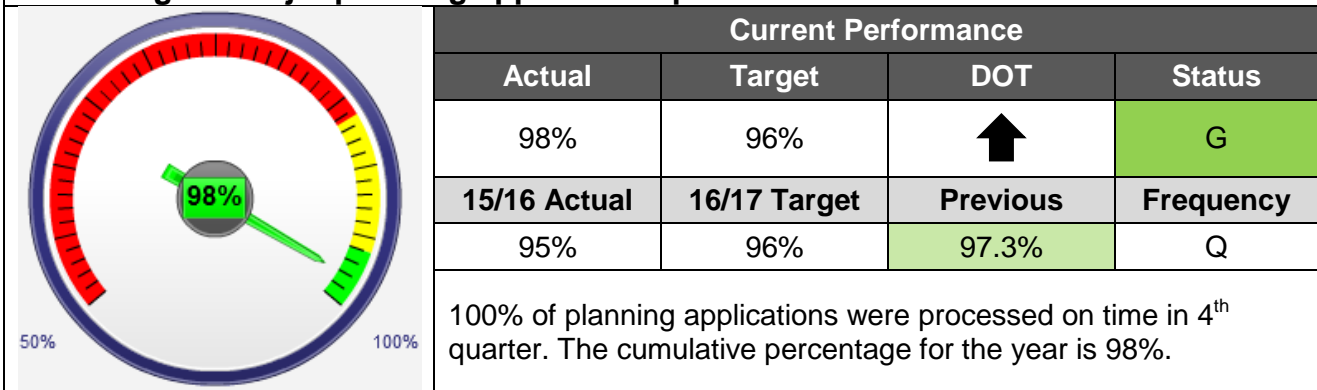 Current Performance
Actual Target DOT Status
98% 96% G
98%
15/16 Actual 16/17 Target Previous Frequency
95% 96% 97.3% Q
100% of planning applications were processed on time in 4th
quarter. The cumulative percentage for the year is 98%.
50% 100%